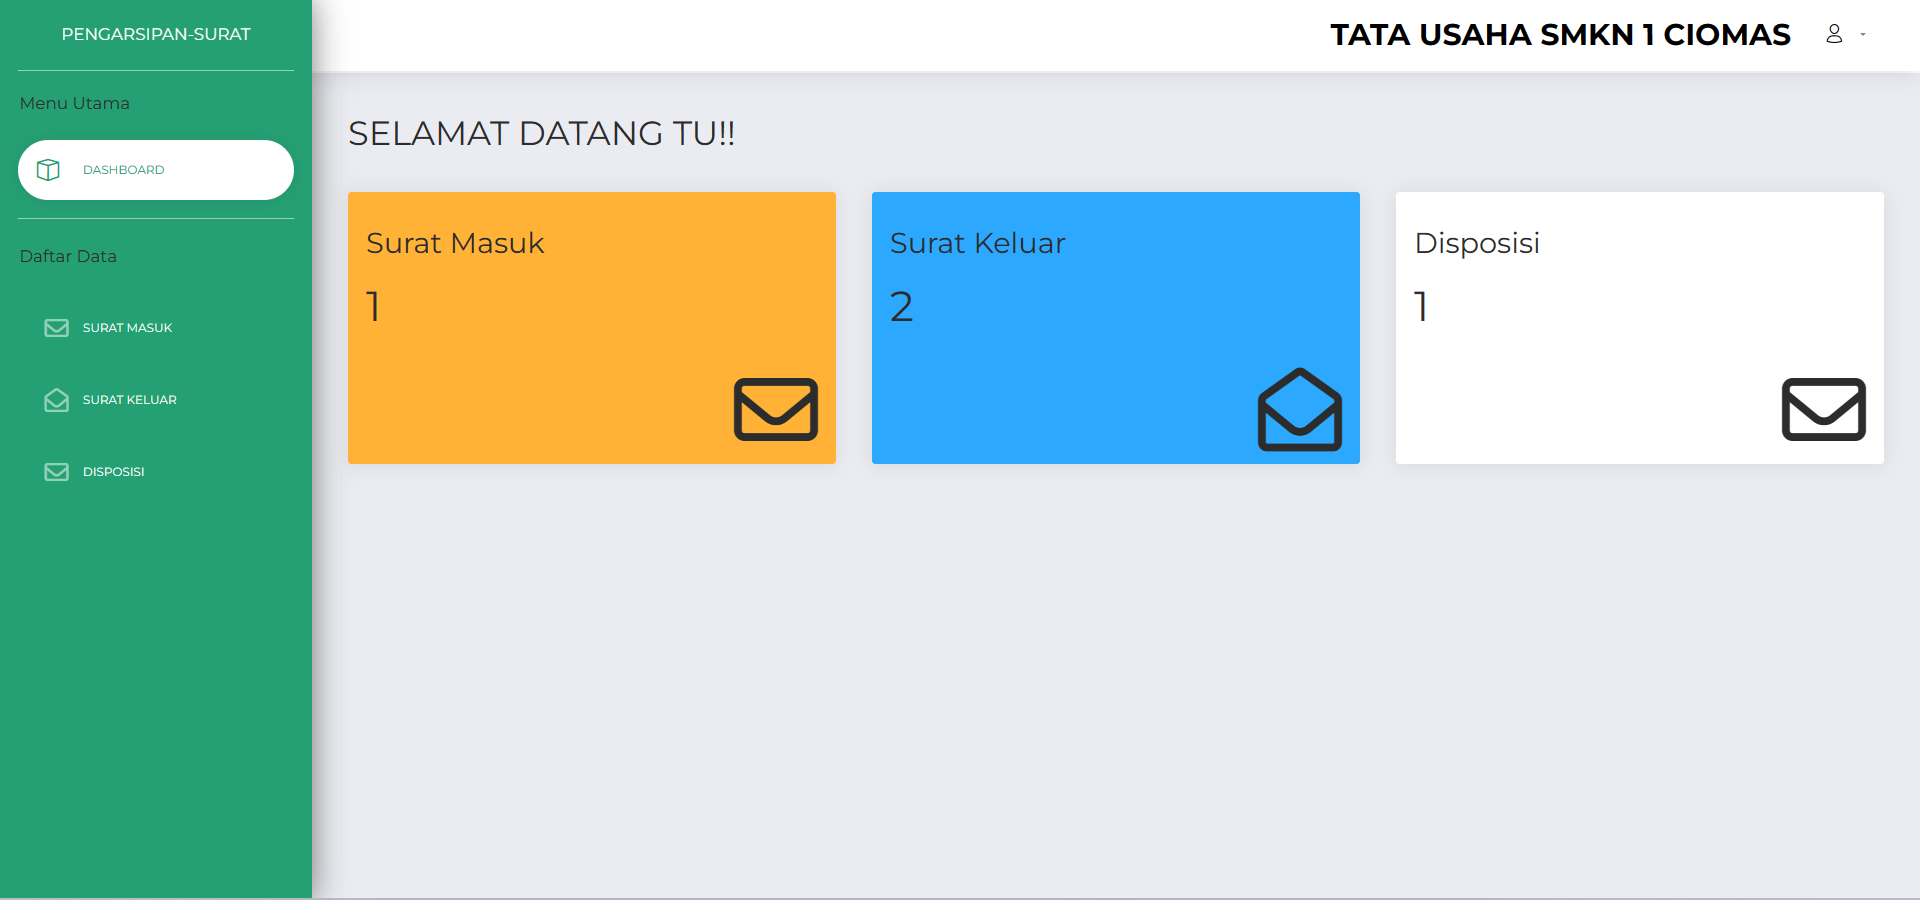 PENGARSIPAN-SURAT
Menu Utama
DASHBOARD
Daftar Data
SURAT MASUK
SURAT KELUAR
DISPOSISI
TATA USAHA SMKN 1 CIOMAS
SELAMAT DATANG TU!!
Surat Masuk
1
Surat Keluar
2
Disposisi
1